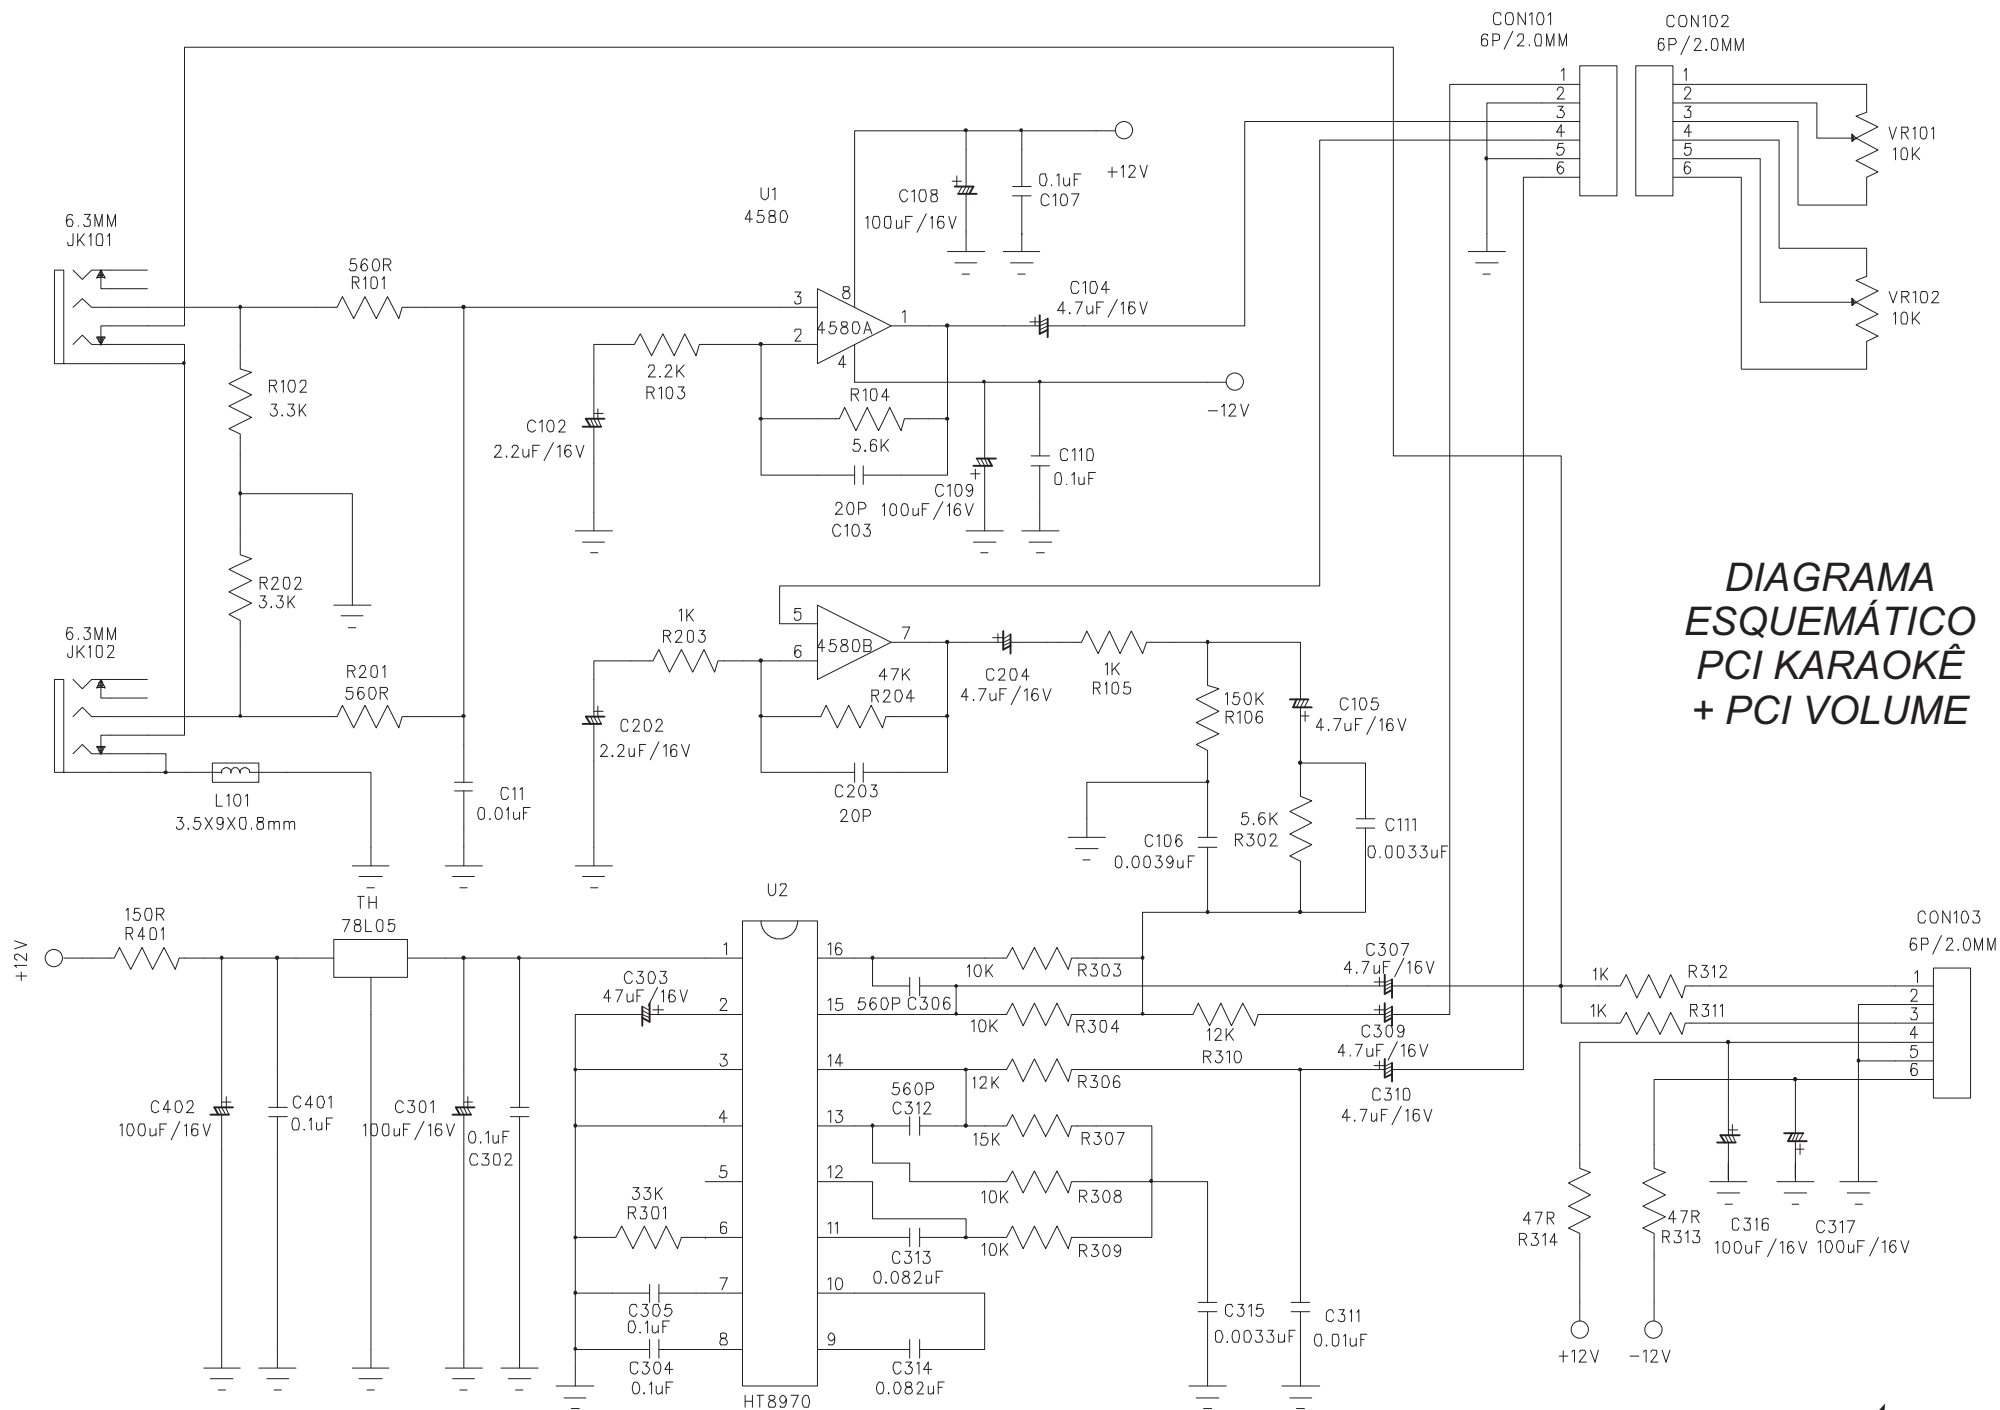 CON101
6P/2.0MM
CON102
6P/2.0MM
1
2
3
4
5
6
1
2
3
4
5
6
VR101
10K
VR102
10K
+12V
0.1uF
C107
C108
100uF/16V
U1
4580
6.3MM
JK101
560R
R101
3
2
8
4580A
4
1
C104
4.7uF/16V
2.2K
R103
R104
5.6K
-12V
R102
3.3K
C102
2.2uF/16V
C110
0.1uF
C109
100uF/16V
20P
C103
DIAGRAMA
ESQUEMÁTICO
PCI KARAOKÊ
+ PCI VOLUME
R202
3.3K
6.3MM
JK102
R201
560R
1K
R203
5
6
4580B
7
47K
R204
C204
4.7uF/16V
1K
R105
150K
R106
C105
4.7uF/16V
C202
2.2uF/16V
C203
20P
L101
3.5X9X0.8mm
C11
0.01uF
C106
0.0039uF
5.6K
R302
C111
0.0033uF
U2
TH
78L05
150R
R401
+12V
CON103
6P/2.0MM
1
2
3
4
5
6
7
8
16
15
14
13
12
11
10
9
HT8970
C303
47uF/16V
10K
R303
560P C306
10K
R304
C307
4.7uF/16V
12K
R310
C309
4.7uF/16V
1K
R312
1K
R311
1
2
3
4
5
6
12K
R306
C310
4.7uF/16V
560P
C312
15K
R307
10K
R308
10K
R309
C313
0.082uF
C314
0.082uF
C402
100uF/16V
C401
0.1uF
C301
100uF/16V
0.1uF
C302
33K
R301
C305
0.1uF
C304
0.1uF
C315
0.0033uF
C311
0.01uF
47R
R314
47R
R313
C316
100uF/16V
C317
100uF/16V
+12V
-12V